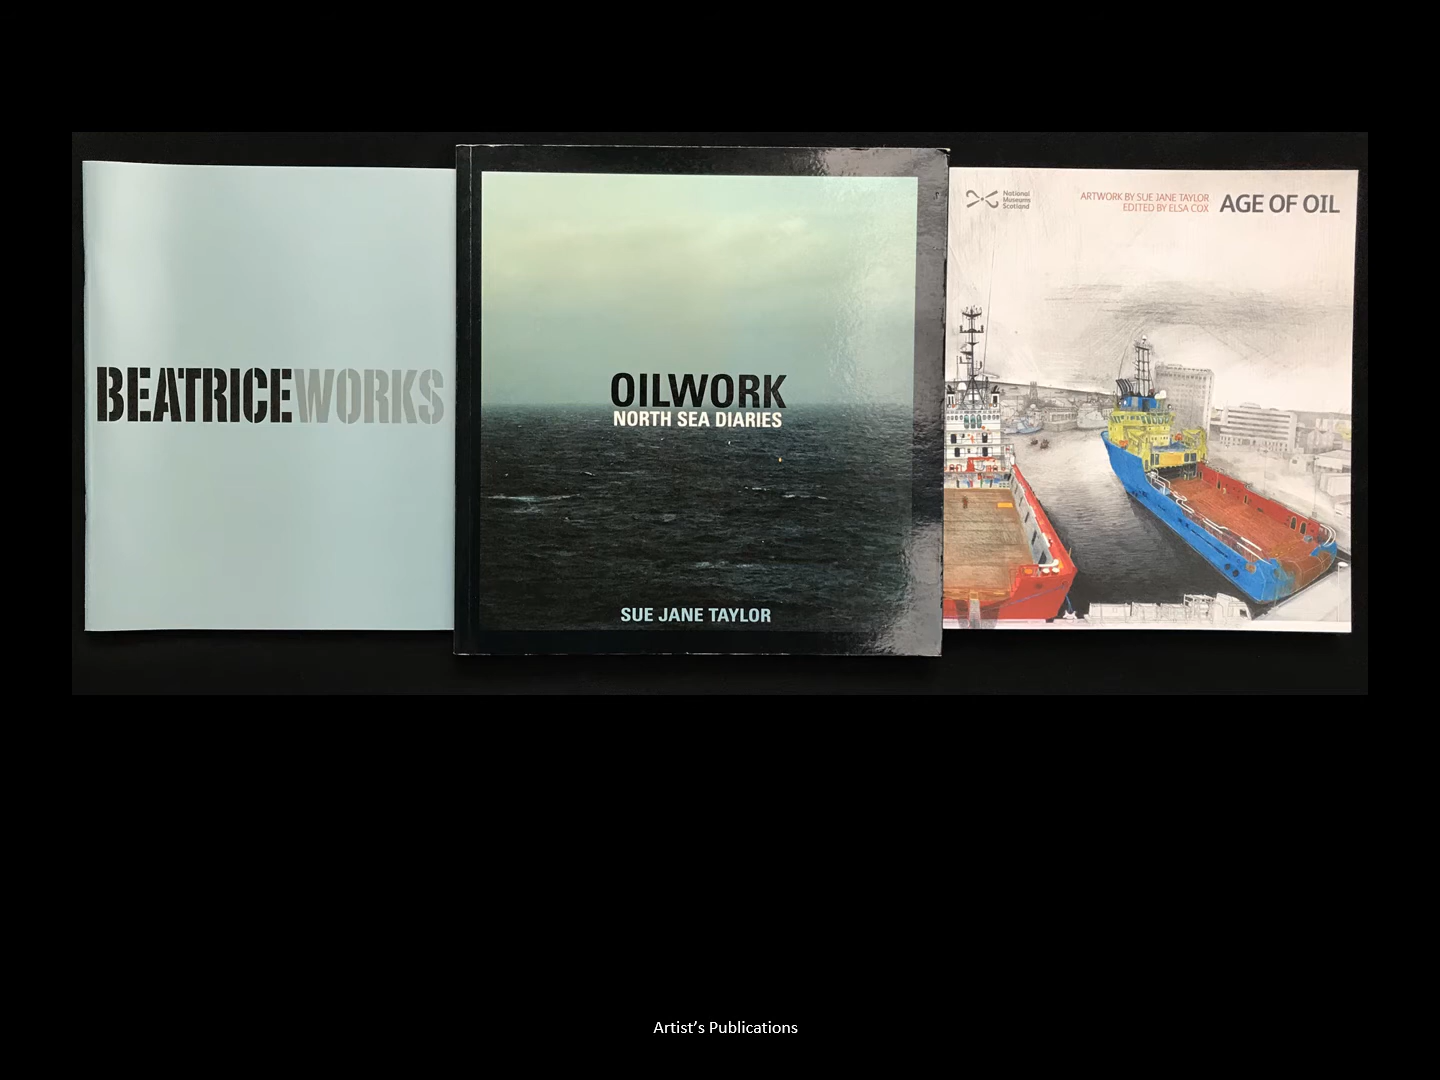 BEATRICEWORKS
OILWORK
NORTH SEA DIARIES
SUE JANE TAYLOR
National
Museums
Scotland
ARTWORK BY SUE JANE TAYLOR
EDITED BY ELSA COX
AGE OF OIL
Artist’s Publications